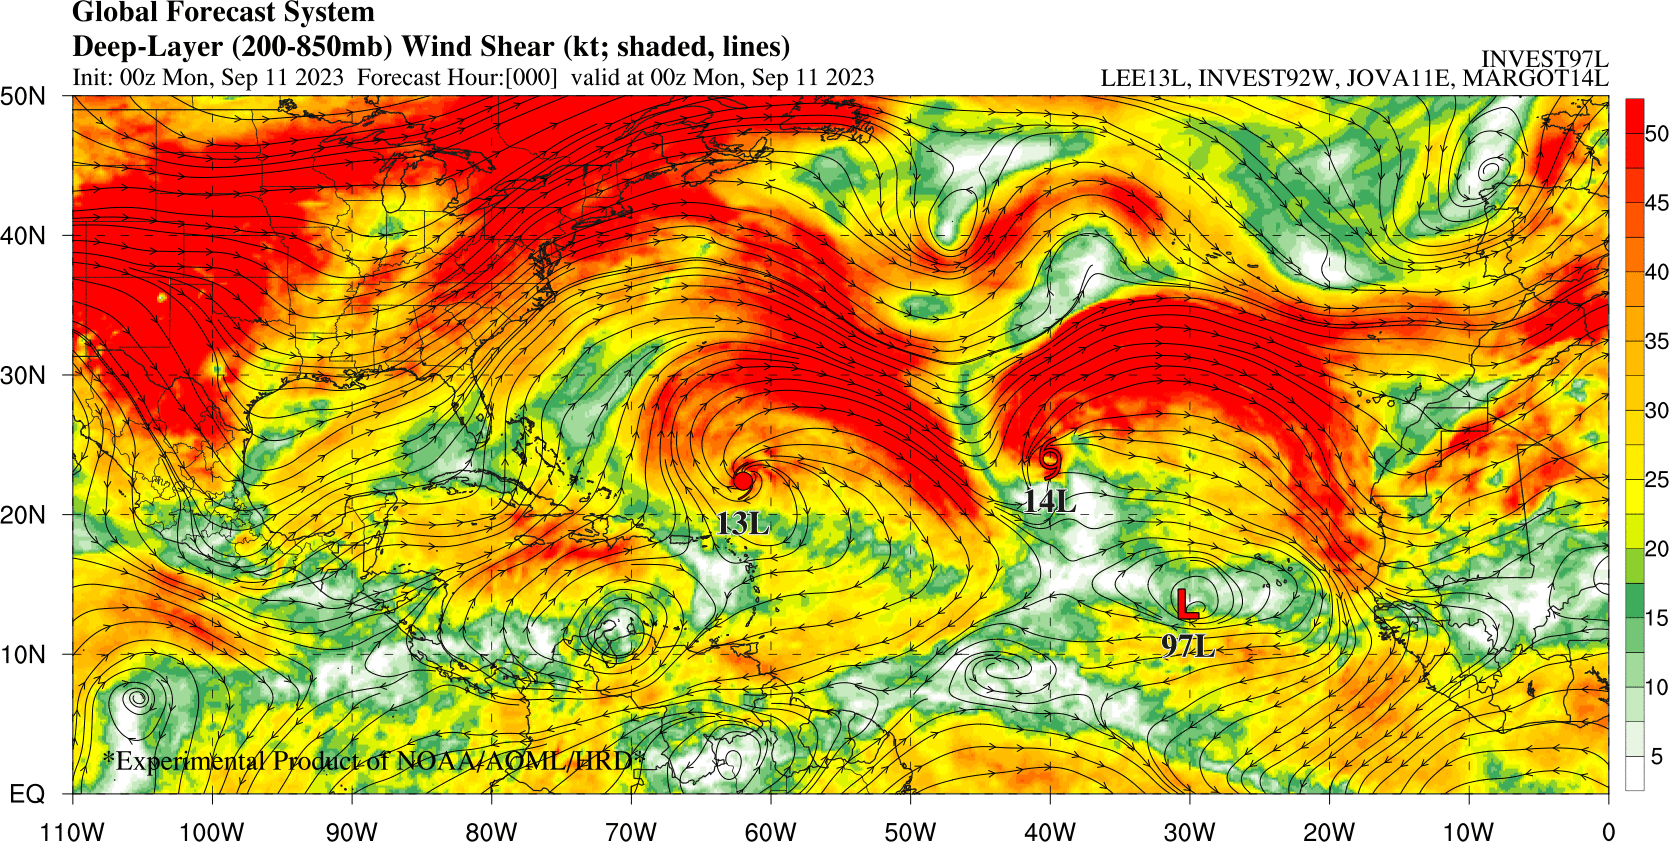 Global Forecast System
Deep-Layer (200-850mb) Wind Shear (kt; shaded, lines)
INVEST97L
Init: 00z Mon, Sep 11 2023  Forecast Hour:[000]  valid at 00z Mon, Sep 11 2023
LEE13L, INVEST92W, JOVA11E, MARGOT14L
50N
50
45
40N
40
35
30N
30
25
14L
20N
13L
20
15
L
97L
10N
10
*Experimental Product of NOAA/AOML/HRD*
5
EQ
110W 100W 90W 80W 70W 60W 50W 40W 30W 20W 10W 0